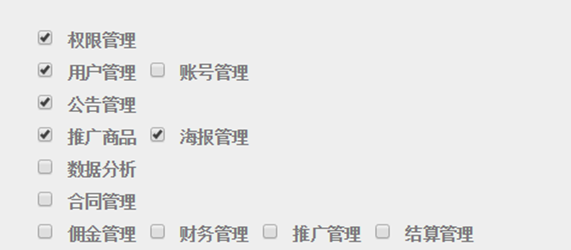 权限管理
用户管理 账号管理
公告管理
推广商品 海报管理
数据分析
合同管理
佣金管理 财务管理 推广管理 结算管理